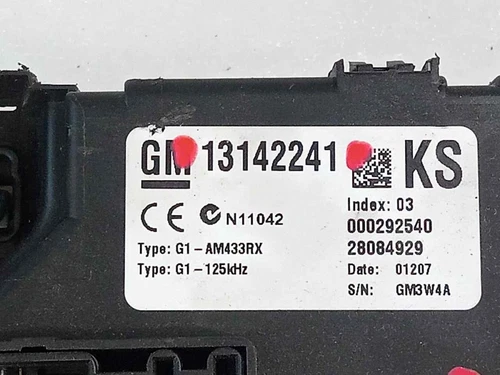 GM 13142241 KS
Index: 03
CE N11042 000292540
Type: G1-AM433RX 28084929
Type: G1-125kHz Date: 01207
S/N: GM3W4A